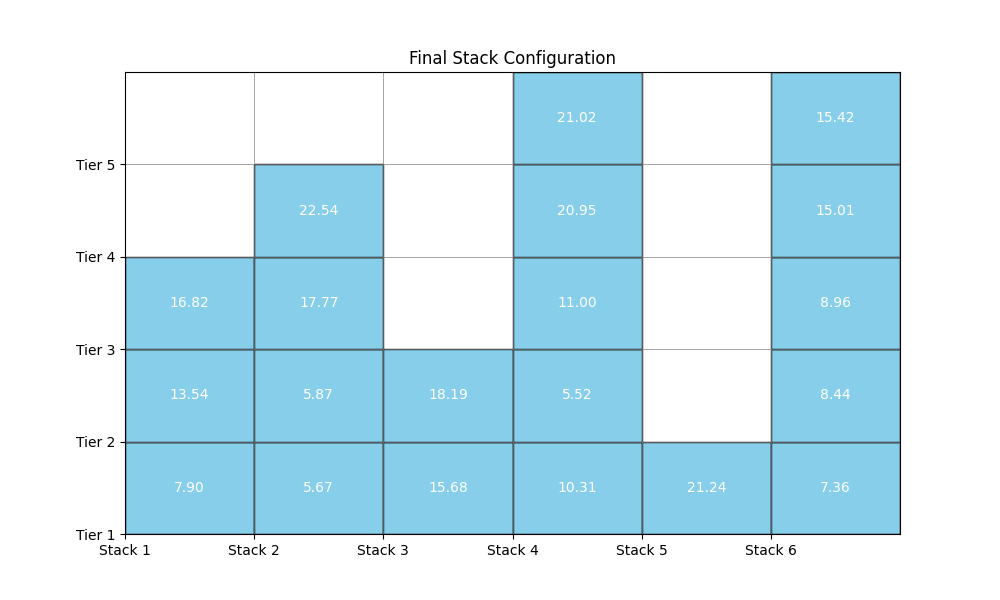 Final Stack Configuration
21.02 15.42
Tier 5
22.54 20.95 15.01
Tier 4
16.82 17.77 11.00 8.96
Tier 3
13.54 5.87 18.19 5.52 8.44
Tier 2
7.90 5.67 15.68 10.31 21.24 7.36
Tier 1
Stack 1 Stack 2 Stack 3 Stack 4 Stack 5 Stack 6